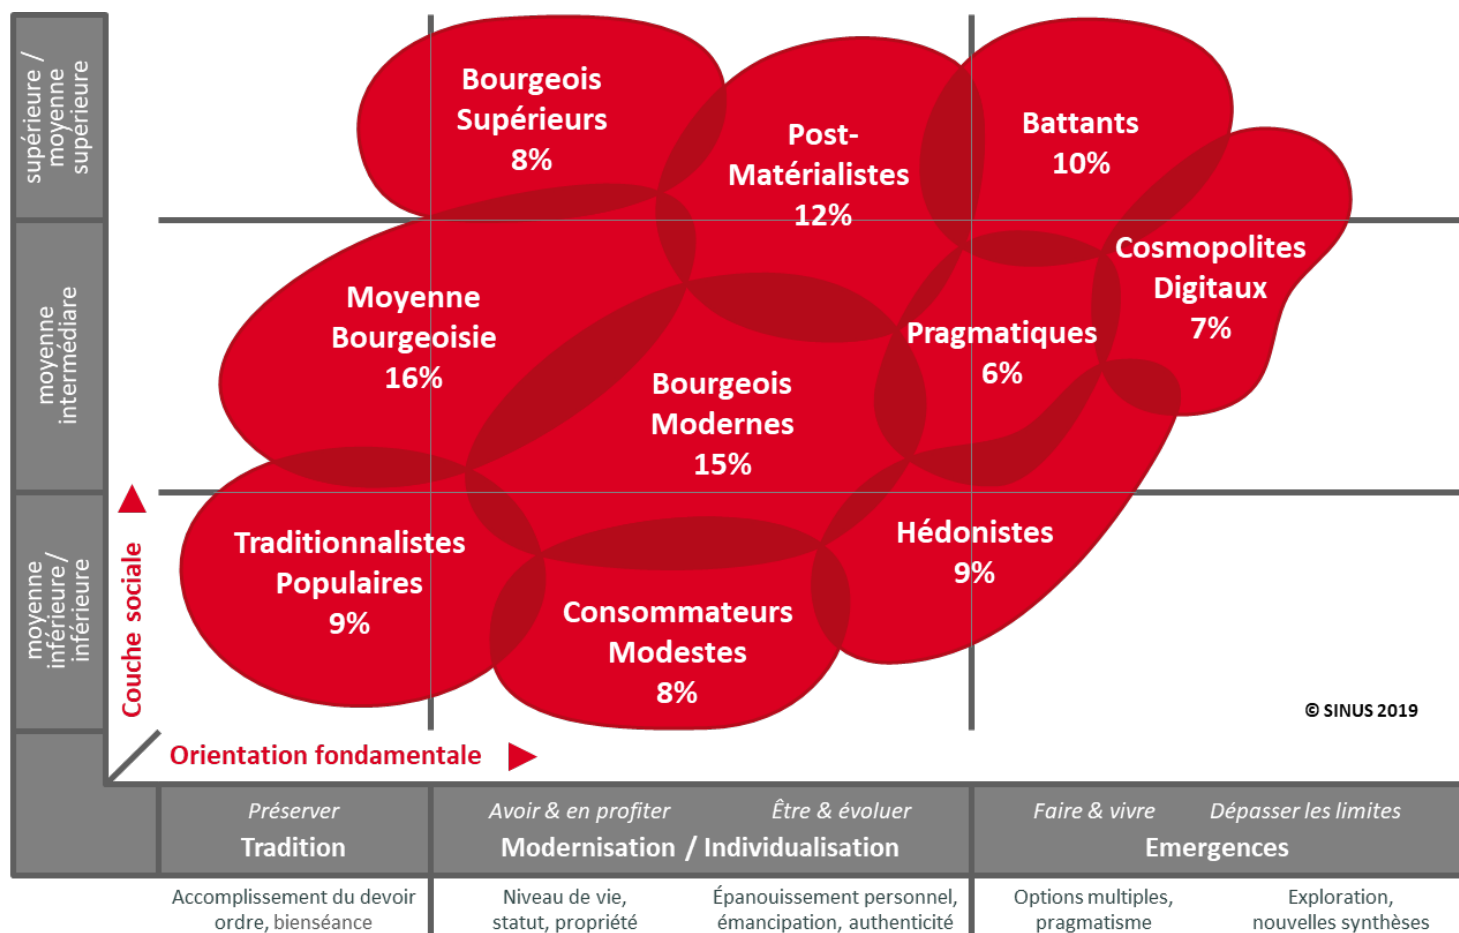 supérieure /
moyenne
supérieure
moyenne
intermédiare
moyenne
inférieure /
inférieure
Couche sociale
Bourgeois
Supérieurs
8%
Post-
Matérialistes
12%
Battants
10%
Cosmopolites
Digitaux
7%
Moyenne
Bourgeoisie
16%
Pragmatiques
6%
Bourgeois
Modernes
15%
Traditionnalistes
Populaires
9%
Consommateurs
Modestes
8%
Hédonistes
9%
© SINUS 2019
Orientation fondamentale
Préserver
Tradition
Avoir & en profiter
Être & évoluer
Modernisation / Individualisation
Faire & vivre
Dépasser les limites
Emergences
Accomplissement du devoir
ordre, bienséance
Niveau de vie,
statut, propriété
Épanouissement personnel,
émancipation, authenticité
Options multiples,
pragmatisme
Exploration,
nouvelles synthèses